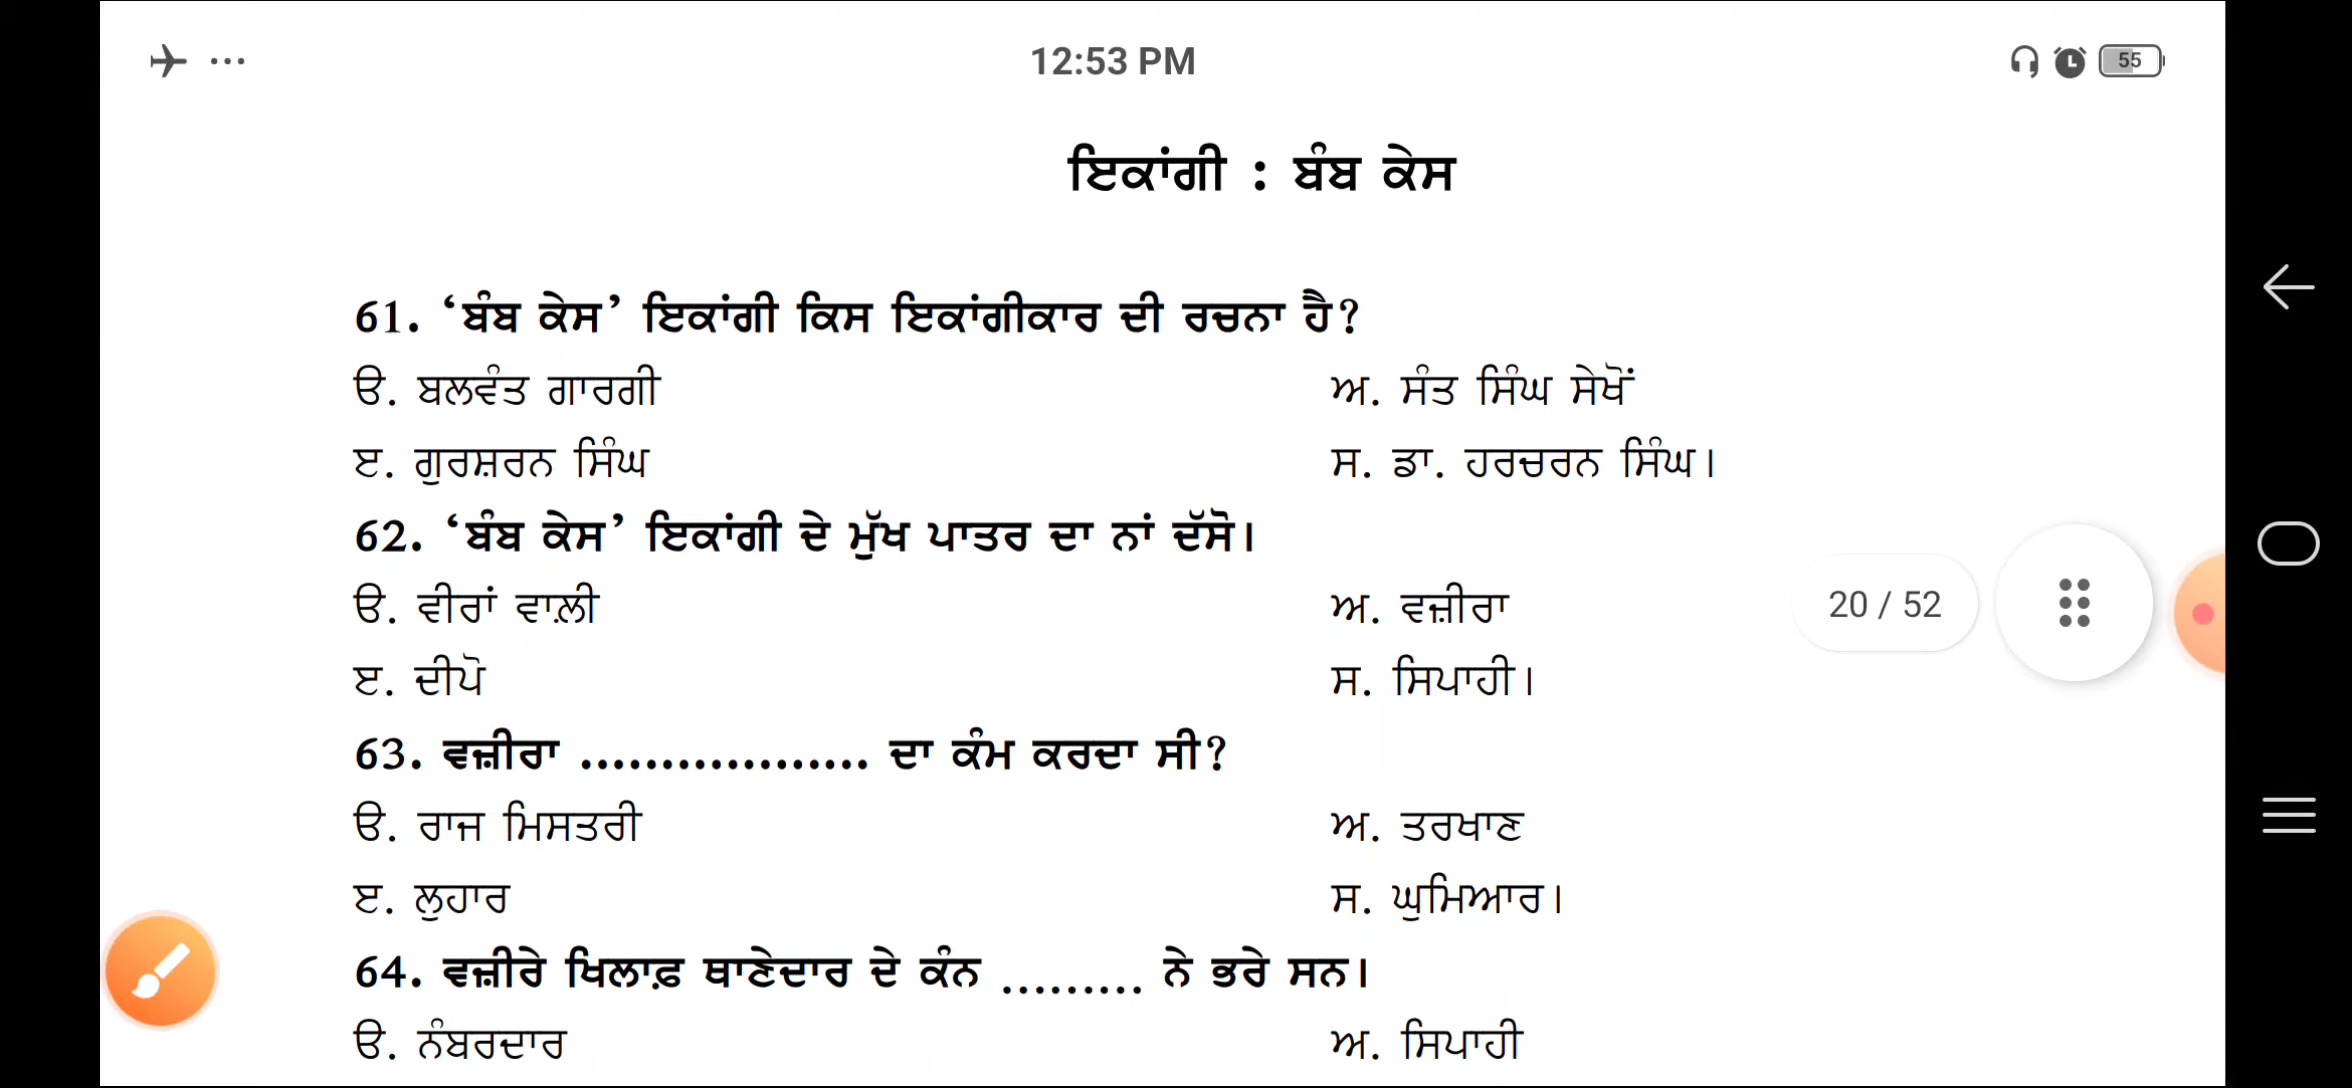 ... 12:53 PM 55
ਇਕਾਂਗੀ : ਬੰਬ ਕੇਸ
61. ‘ਬੰਬ ਕੇਸ’ ਇਕਾਂਗੀ ਕਿਸ ਇਕਾਂਗੀਕਾਰ ਦੀ ਰਚਨਾ ਹੈ?
ੳ. ਬਲਵੰਤ ਗਾਰਗੀ ਅ. ਸੰਤ ਸਿੰਘ ਸੇਖੋਂ
ੲ. ਗੁਰਸ਼ਰਨ ਸਿੰਘ ਸ. ਡਾ. ਹਰਚਰਨ ਸਿੰਘ।
62. ‘ਬੰਬ ਕੇਸ’ ਇਕਾਂਗੀ ਦੇ ਮੁੱਖ ਪਾਤਰ ਦਾ ਨਾਂ ਦੱਸੋ।
ੳ. ਵੀਰਾਂ ਵਾਲ਼ੀ ਅ. ਵਜ਼ੀਰਾ
20 / 52
ੲ. ਦੀਪੋ ਸ. ਸਿਪਾਹੀ।
63. ਵਜ਼ੀਰਾ .................. ਦਾ ਕੰਮ ਕਰਦਾ ਸੀ?
ੳ. ਰਾਜ ਮਿਸਤਰੀ ਅ. ਤਰਖਾਣ
ੲ. ਲੁਹਾਰ ਸ. ਘੁਮਿਆਰ।
64. ਵਜ਼ੀਰੇ ਖਿਲਾਫ਼ ਥਾਣੇਦਾਰ ਦੇ ਕੰਨ ......... ਨੇ ਭਰੇ ਸਨ।
ੳ. ਨੰਬਰਦਾਰ ਅ. ਸਿਪਾਹੀ